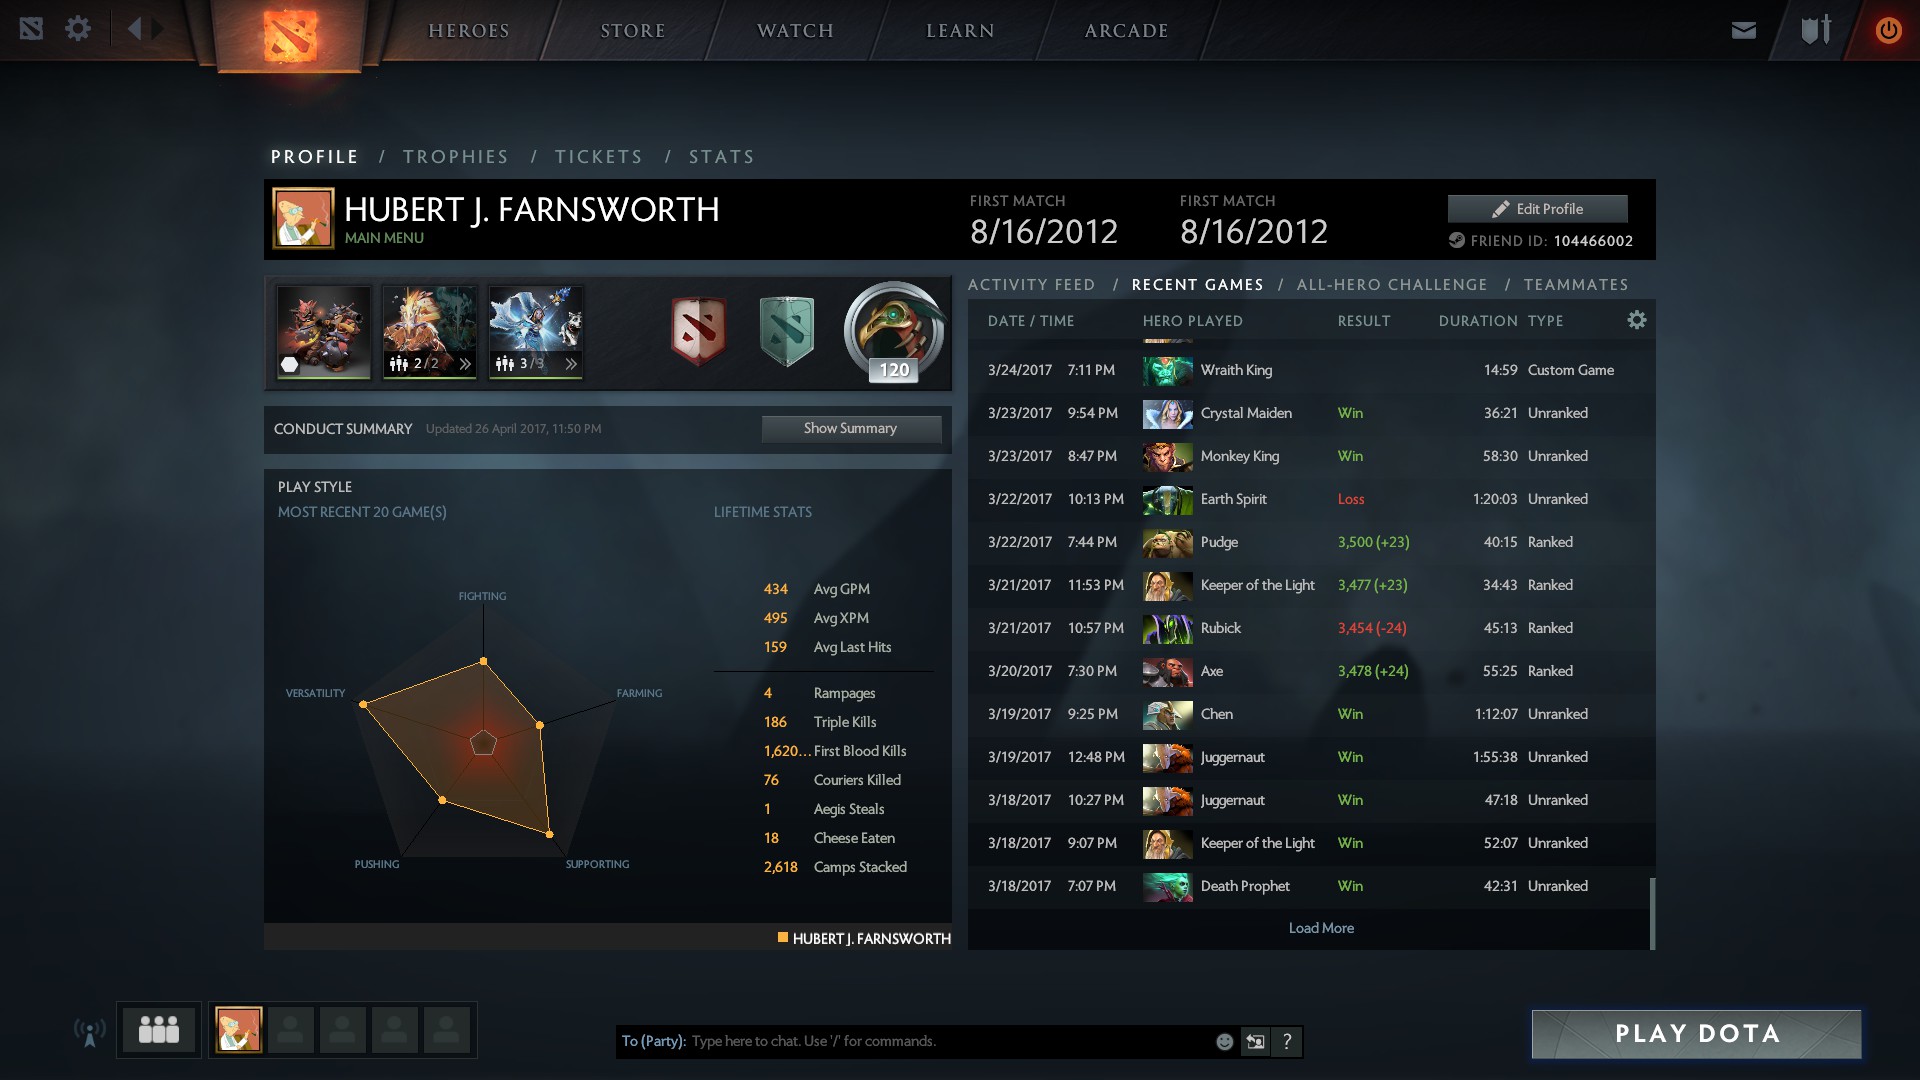 HEROES
STORE
WATCH
LEARN
ARCADE
PROFILE / TROPHIES / TICKETS / STATS
HUBERT J. FARNSWORTH
MAIN MENU
FIRST MATCH
8/16/2012
FIRST MATCH
8/16/2012
Edit Profile
FRIEND ID: 104466002
2/2
3/3
120
CONDUCT SUMMARY Updated 26 April 2017, 11:50 PM
Show Summary
PLAY STYLE
MOST RECENT 20 GAME(S)
FIGHTING
FARMING
SUPPORTING
PUSHING
VERSATILITY
LIFETIME STATS
434 Avg GPM
495 Avg XPM
159 Avg Last Hits
4 Rampages
186 Triple Kills
1,620... First Blood Kills
76 Couriers Killed
1 Aegis Steals
18 Cheese Eaten
2,618 Camps Stacked
HUBERT J. FARNSWORTH
ACTIVITY FEED / RECENT GAMES / ALL-HERO CHALLENGE / TEAMMATES
DATE / TIME HERO PLAYED RESULT DURATION TYPE
3/24/2017 7:11 PM Wraith King 14:59 Custom Game
3/23/2017 9:54 PM Crystal Maiden Win 36:21 Unranked
3/23/2017 8:47 PM Monkey King Win 58:30 Unranked
3/22/2017 10:13 PM Earth Spirit Loss 1:20:03 Unranked
3/22/2017 7:44 PM Pudge 3,500 (+23) 40:15 Ranked
3/21/2017 11:53 PM Keeper of the Light 3,477 (+23) 34:43 Ranked
3/21/2017 10:57 PM Rubick 3,454 (-24) 45:13 Ranked
3/20/2017 7:30 PM Axe 3,478 (+24) 55:25 Ranked
3/19/2017 9:25 PM Chen Win 1:12:07 Unranked
3/19/2017 12:48 PM Juggernaut Win 1:55:38 Unranked
3/18/2017 10:27 PM Juggernaut Win 47:18 Unranked
3/18/2017 9:07 PM Keeper of the Light Win 52:07 Unranked
3/18/2017 7:07 PM Death Prophet Win 42:31 Unranked
Load More
To (Party): Type here to chat. Use '/' for commands.
?
PLAY DOTA